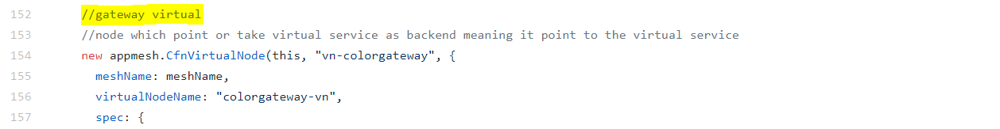 152 //gateway virtual
153 //node which point or take virtual service as backend meaning it point to the virtual service
154 new appmesh.CfnVirtualNode(this, "vn-colorgateway", {
155 meshName: meshName,
156 virtualNodeName: "colorgateway-vn",
157 spec: {